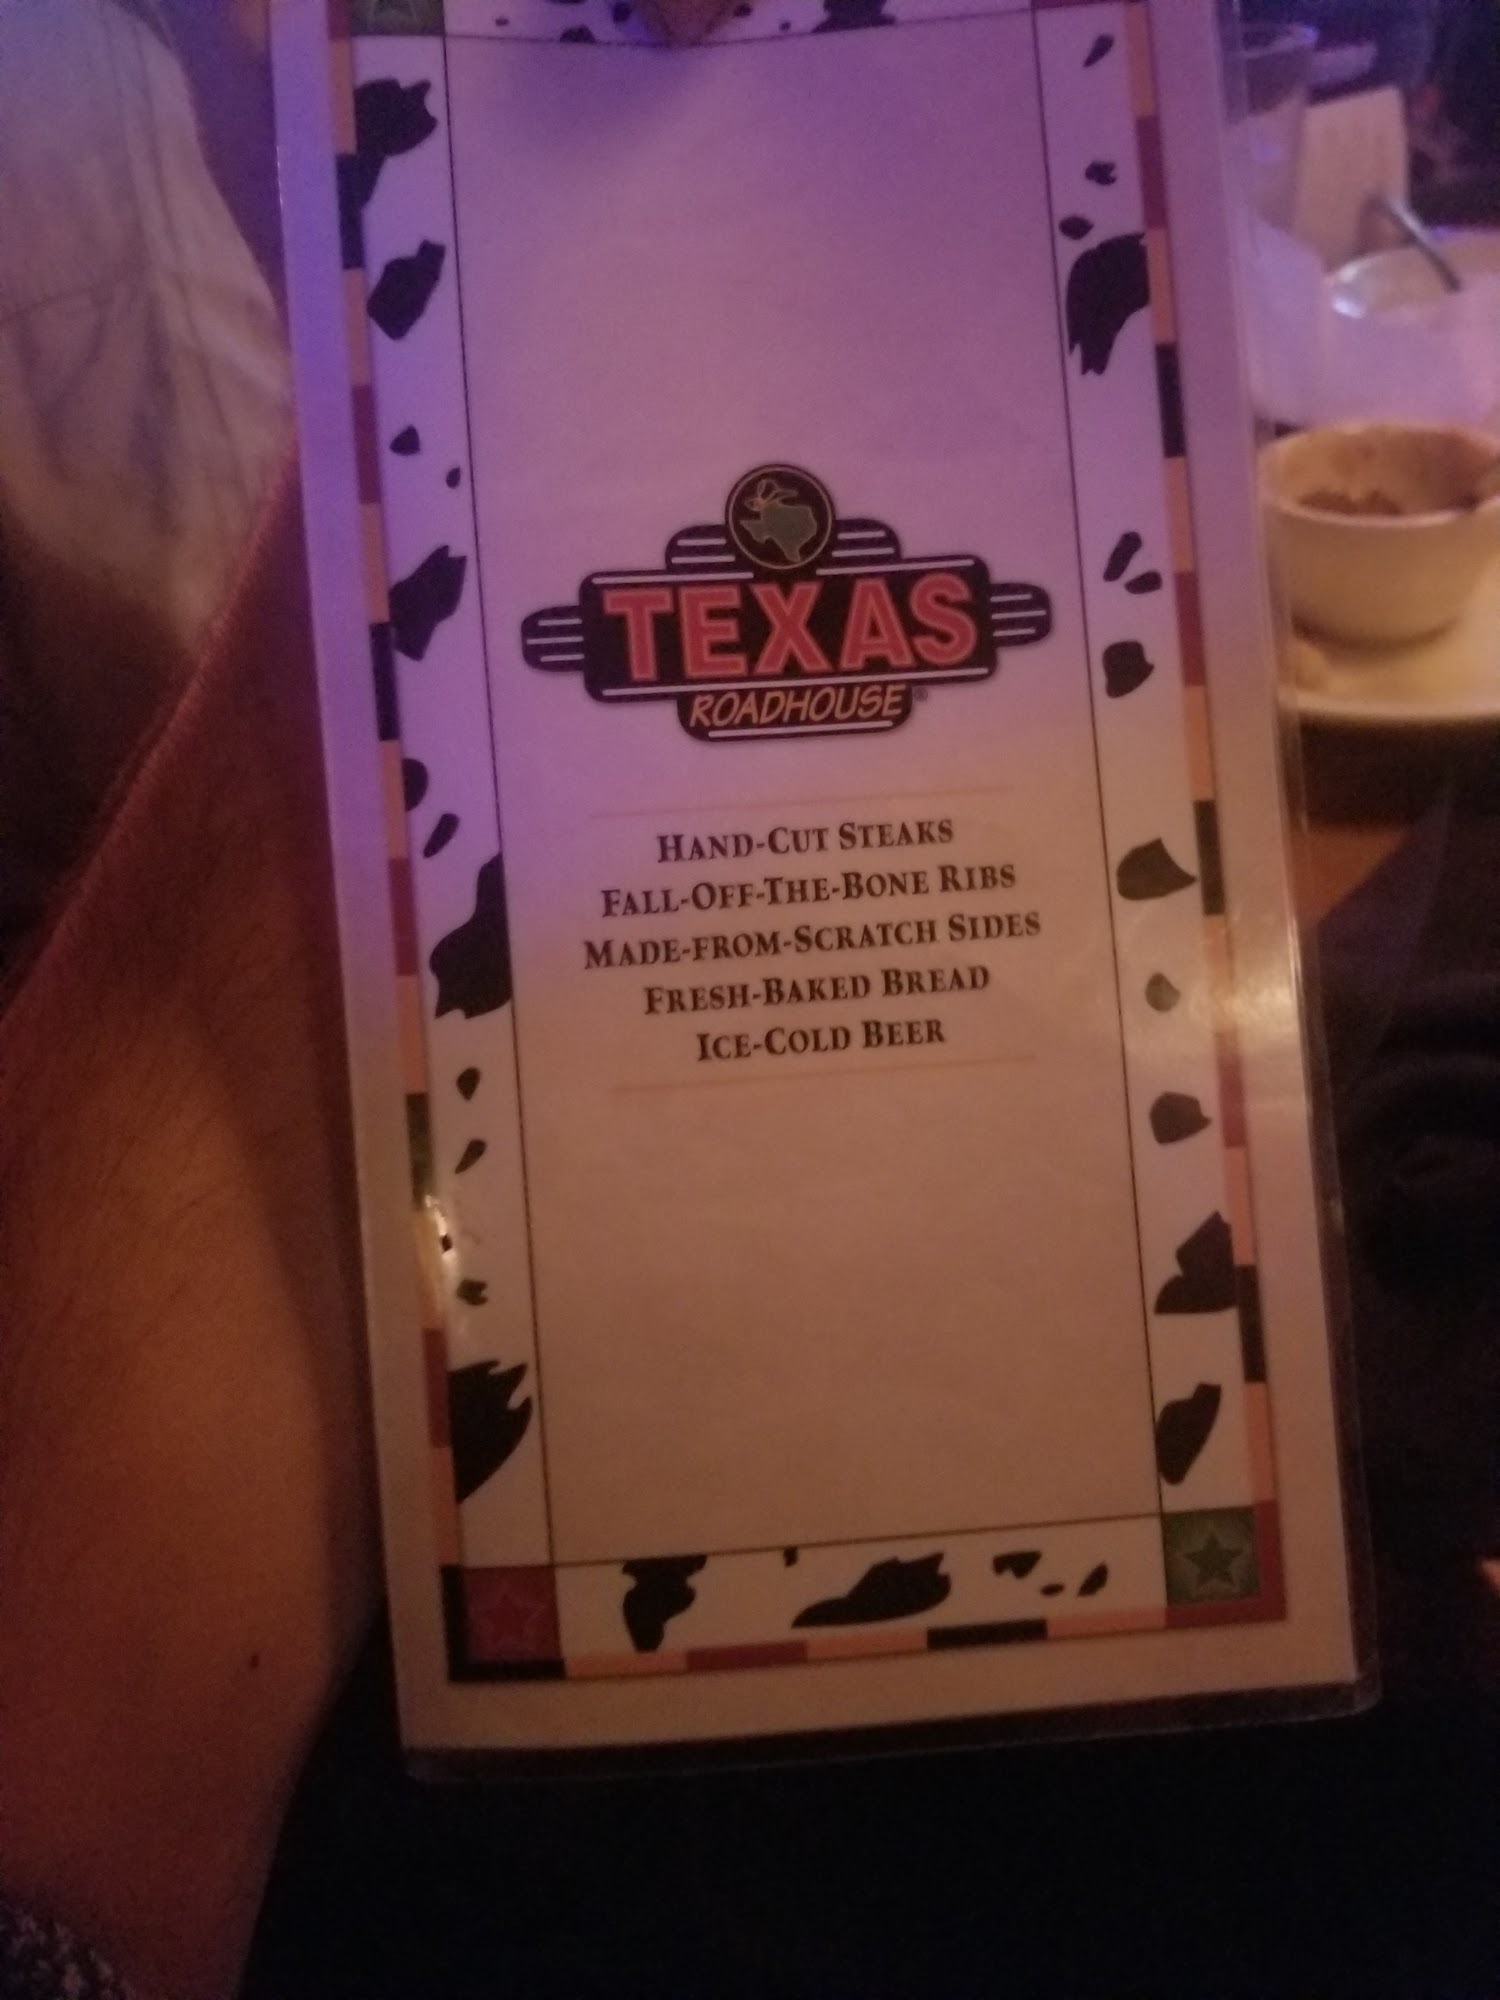 TEXAS
ROADHOUSE®
HAND-CUT STEAKS
FALL-OFF-THE-BONE RIBS
MADE-FROM-SCRATCH SIDES
FRESH-BAKED BREAD
ICE-COLD BEER